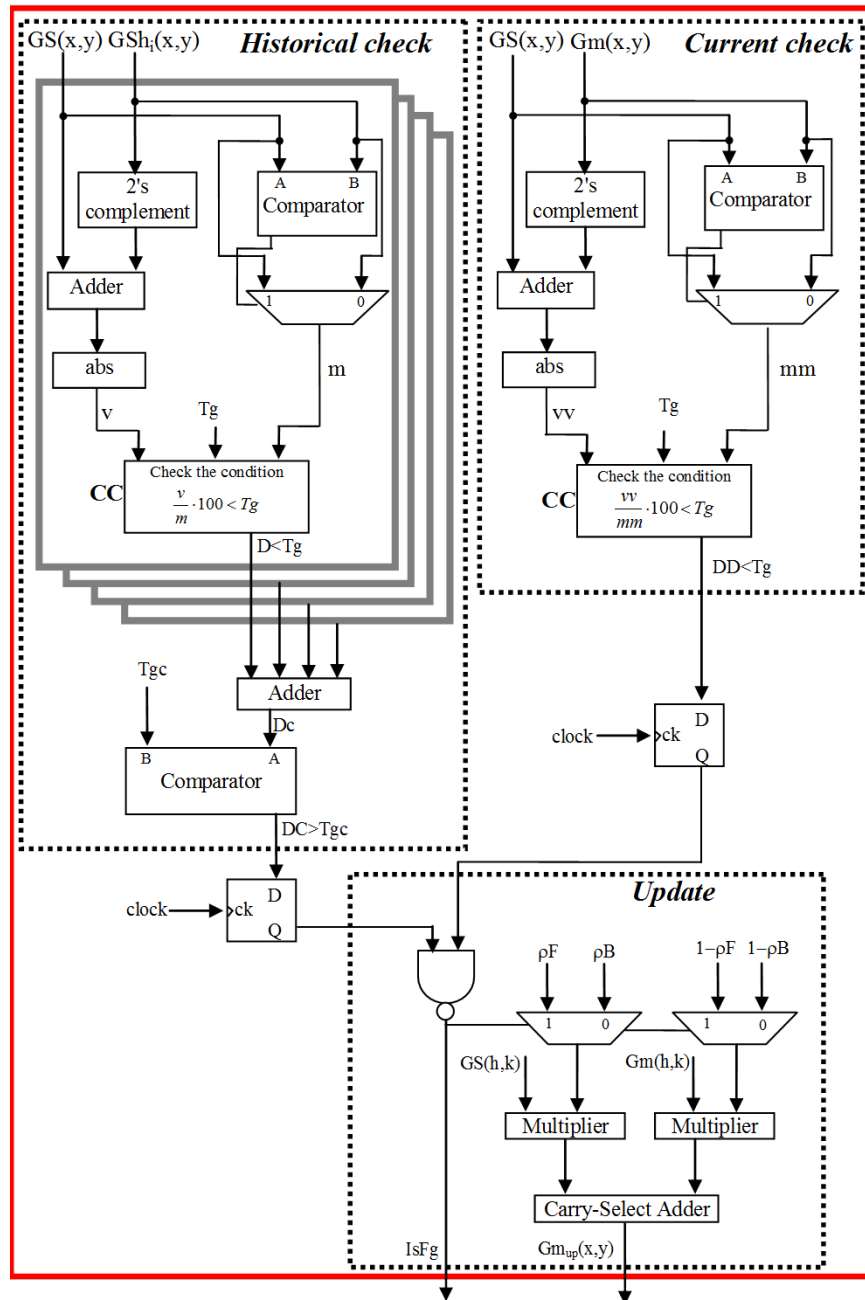 GS(x,y) GShᵢ(x,y) Historical check
A B
2's complement
Comparator
1 0
Adder
abs
m
v
Tg
CC
Check the condition
v/m ·100 < Tg
D<Tg
Tgc
Adder
Dc
B A
Comparator
DC>Tgc
clock
ck
D
Q
GS(x,y) Gm(x,y) Current check
A B
2's complement
Comparator
1 0
Adder
abs
mm
vv
Tg
CC
Check the condition
vv/mm ·100 < Tg
DD<Tg
clock
ck
D
Q
Update
ρF ρB 1−ρF 1−ρB
1 0 1 0
GS(h,k) Gm(h,k)
Multiplier Multiplier
Carry-Select Adder
IsFg Gmup(x,y)